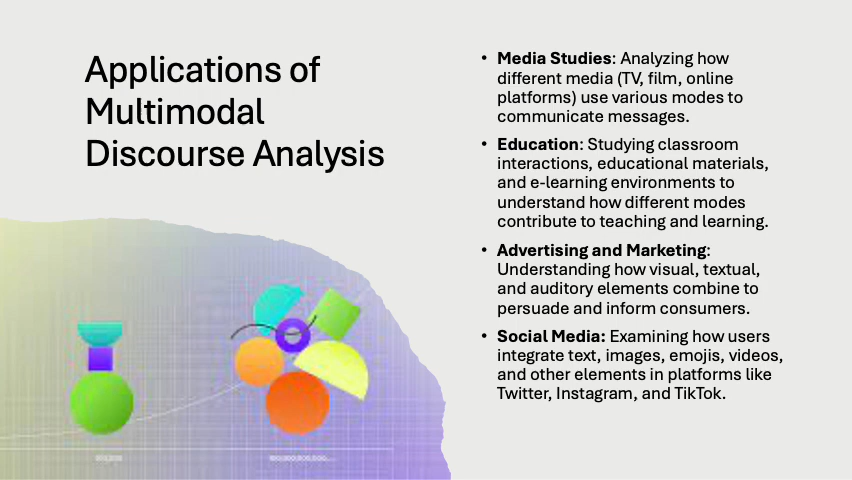 Applications of
Multimodal
Discourse Analysis
• Media Studies: Analyzing how
different media (TV, film, online
platforms) use various modes to
communicate messages.
• Education: Studying classroom
interactions, educational materials,
and e-learning environments to
understand how different modes
contribute to teaching and learning.
• Advertising and Marketing:
Understanding how visual, textual,
and auditory elements combine to
persuade and inform consumers.
• Social Media: Examining how users
integrate text, images, emojis, videos,
and other elements in platforms like
Twitter, Instagram, and TikTok.